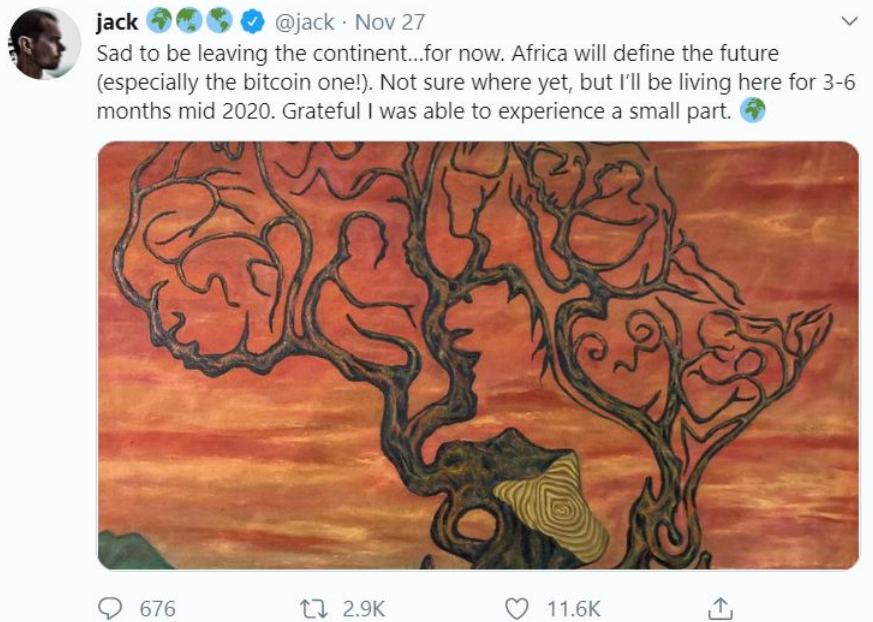 jack 🌍🌏🌎 @jack · Nov 27
Sad to be leaving the continent...for now. Africa will define the future
(especially the bitcoin one!). Not sure where yet, but I'll be living here for 3-6
months mid 2020. Grateful I was able to experience a small part. 🌍
676 2.9K 11.6K